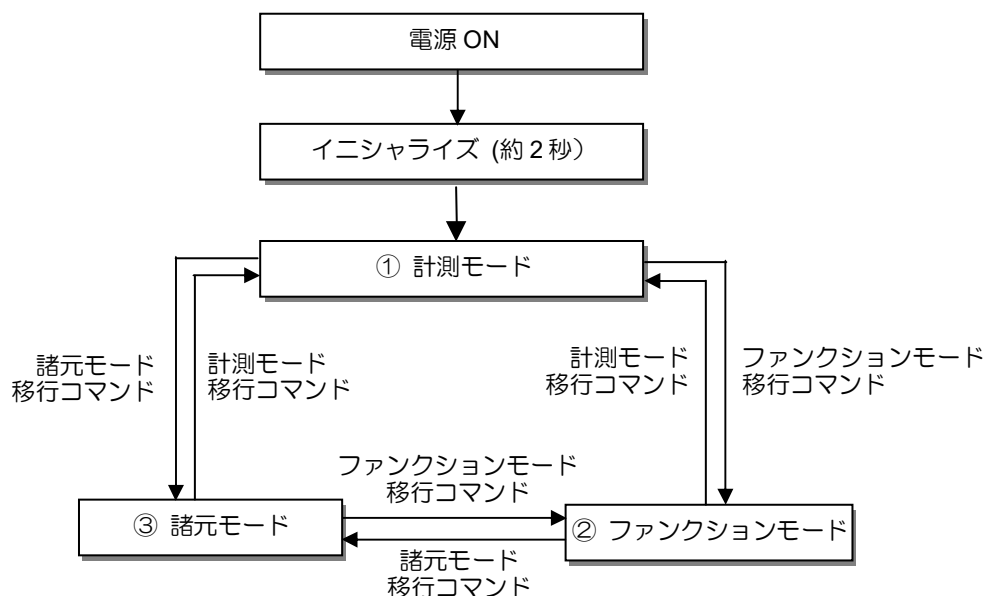 電源 ON
イニシャライズ (約 2 秒）
① 計測モード
諸元モード
移行コマンド
計測モード
移行コマンド
計測モード
移行コマンド
ファンクションモード
移行コマンド
ファンクションモード
移行コマンド
③ 諸元モード
② ファンクションモード
諸元モード
移行コマンド